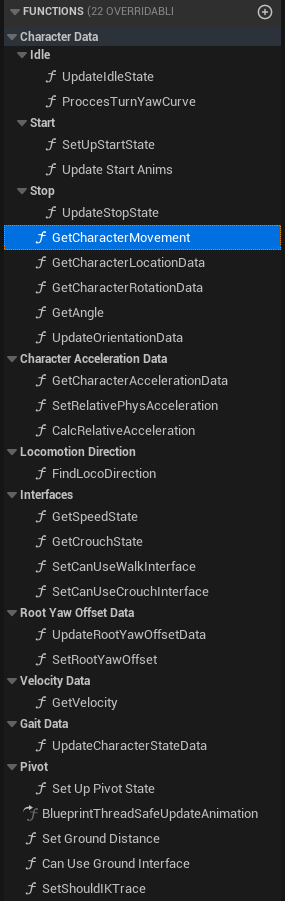 FUNCTIONS (22 OVERRIDABLI
Character Data
Idle
UpdateIdleState
ProccesTurnYawCurve
Start
SetUpStartState
Update Start Anims
Stop
UpdateStopState
GetCharacterMovement
GetCharacterLocationData
GetCharacterRotationData
GetAngle
UpdateOrientationData
Character Acceleration Data
GetCharacterAccelerationData
SetRelativePhysAcceleration
CalcRelativeAcceleration
Locomotion Direction
FindLocoDirection
Interfaces
GetSpeedState
GetCrouchState
SetCanUseWalkInterface
SetCanUseCrouchInterface
Root Yaw Offset Data
UpdateRootYawOffsetData
SetRootYawOffset
Velocity Data
GetVelocity
Gait Data
UpdateCharacterStateData
Pivot
Set Up Pivot State
BlueprintThreadSafeUpdateAnimation
Set Ground Distance
Can Use Ground Interface
SetShouldIKTrace